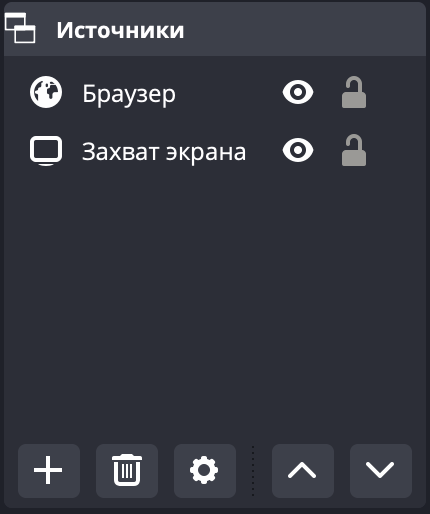 Источники
Браузер
Захват экрана